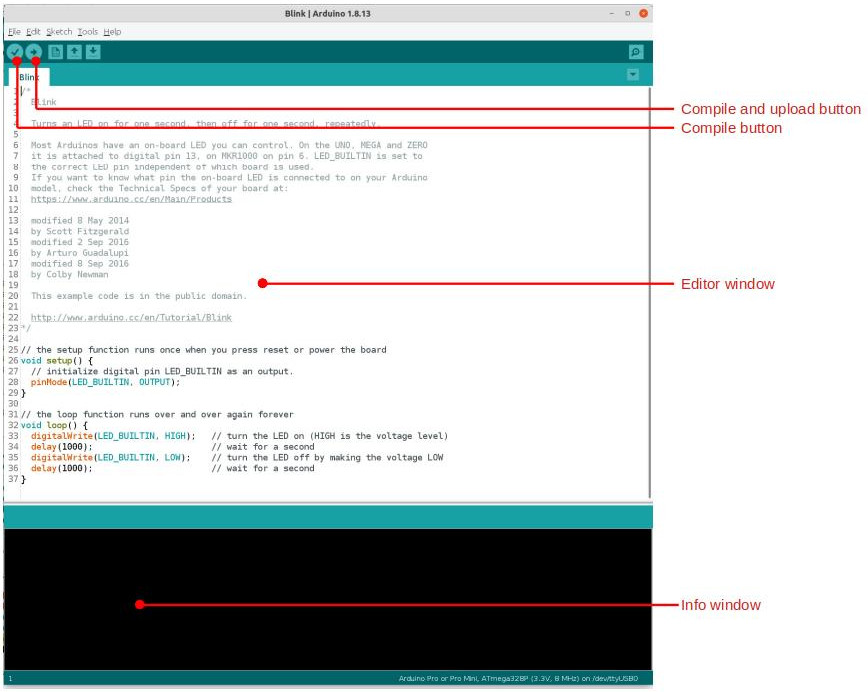 Blink | Arduino 1.8.13
File Edit Sketch Tools Help
Blink
1 /*
2 Blink
3
4 Turns an LED on for one second, then off for one second, repeatedly.
5
6 Most Arduinos have an on-board LED you can control. On the UNO, MEGA and ZERO
7 it is attached to digital pin 13, on MKR1000 on pin 6. LED_BUILTIN is set to
8 the correct LED pin independent of which board is used.
9 If you want to know what pin the on-board LED is connected to on your Arduino
10 model, check the Technical Specs of your board at:
11 https://www.arduino.cc/en/Main/Products
12
13 modified 8 May 2014
14 by Scott Fitzgerald
15 modified 2 Sep 2016
16 by Arturo Guadalupi
17 modified 8 Sep 2016
18 by Colby Newman
19
20 This example code is in the public domain.
21
22 http://www.arduino.cc/en/Tutorial/Blink
23 */
24
25 // the setup function runs once when you press reset or power the board
26 void setup() {
27 // initialize digital pin LED_BUILTIN as an output.
28 pinMode(LED_BUILTIN, OUTPUT);
29 }
30
31 // the loop function runs over and over again forever
32 void loop() {
33 digitalWrite(LED_BUILTIN, HIGH); // turn the LED on (HIGH is the voltage level)
34 delay(1000); // wait for a second
35 digitalWrite(LED_BUILTIN, LOW); // turn the LED off by making the voltage LOW
36 delay(1000); // wait for a second
37 }
1
Arduino Pro or Pro Mini, ATmega328P (3.3V, 8 MHz) on /dev/ttyUSB0
Compile and upload button
Compile button
Editor window
Info window